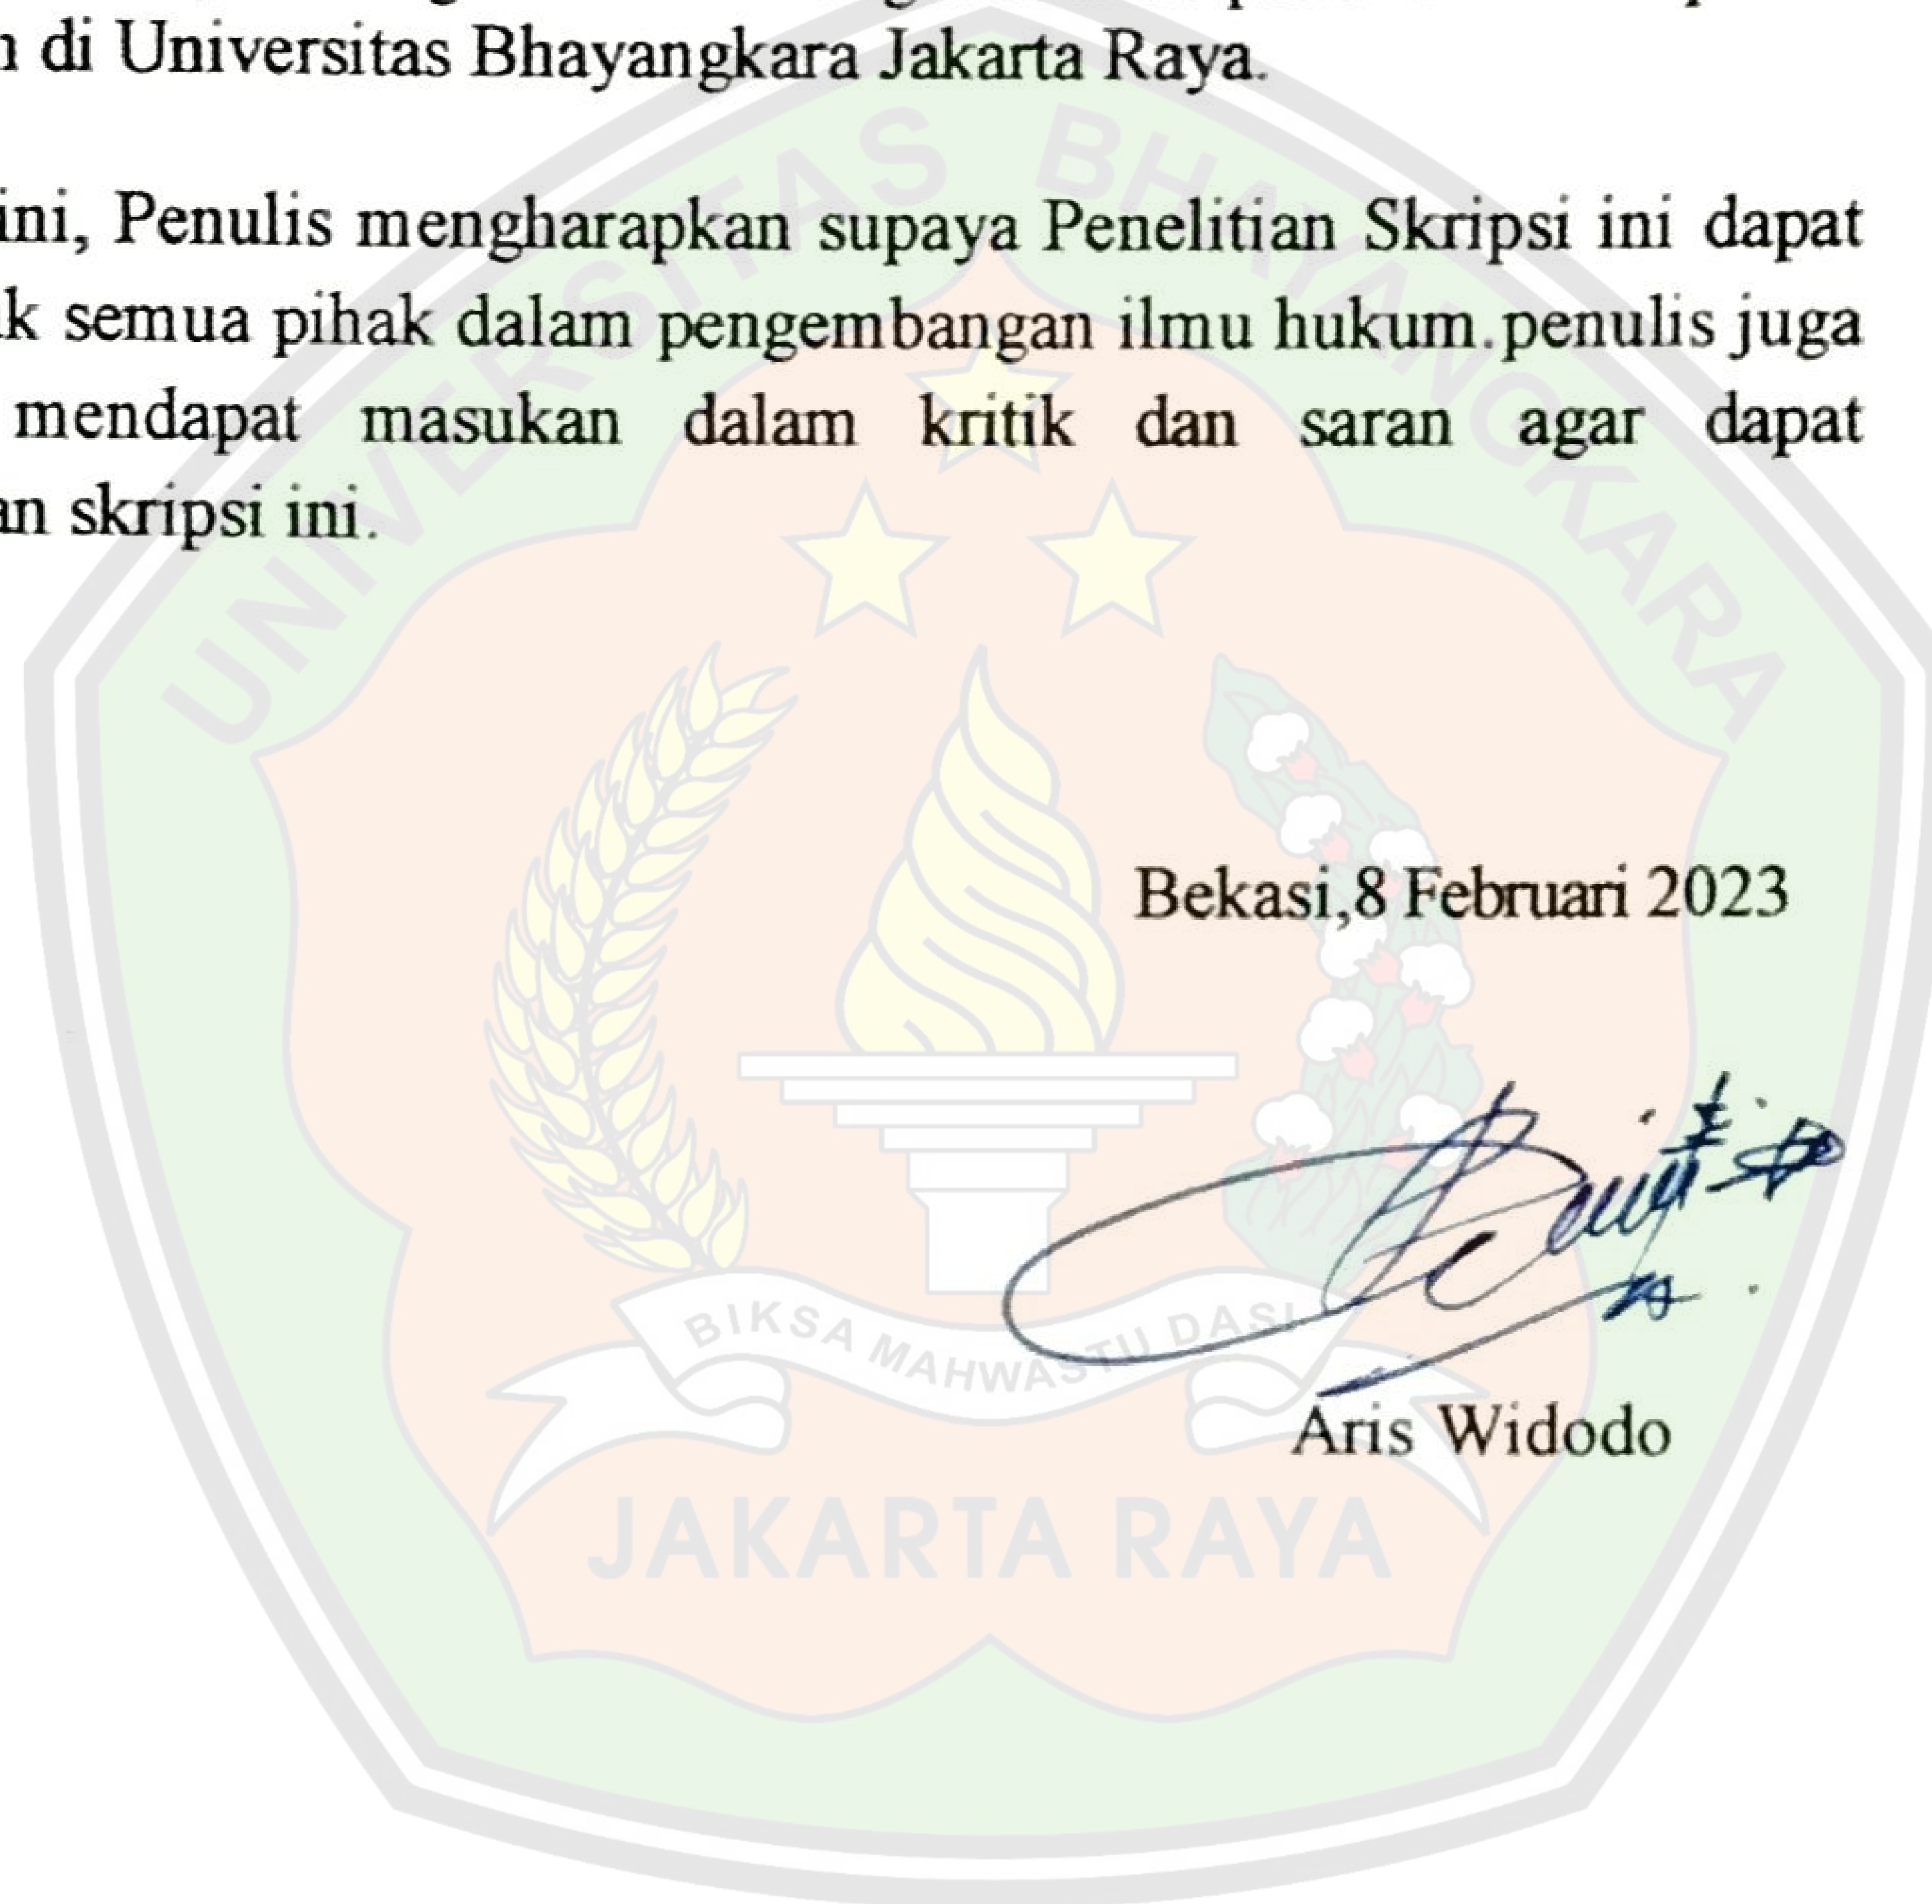 di Universitas Bhayangkara Jakarta Raya.
ini, Penulis mengharapkan supaya Penelitian Skripsi ini dapat
semua pihak dalam pengembangan ilmu hukum.penulis juga
mendapat masukan dalam kritik dan saran agar dapat
skripsi ini.
Bekasi,8 Februari 2023
Aris Widodo
UNIVERSITAS BHAYANGKARA
BIKSA MAHWASTU DASI
JAKARTA RAYA